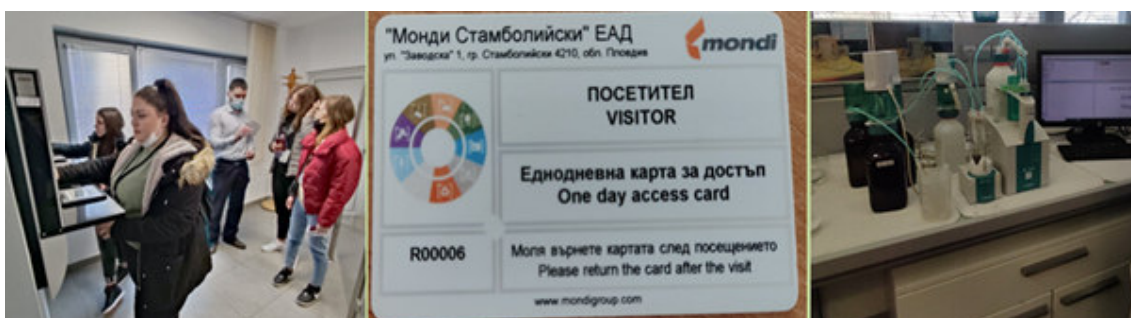 "Монди Стамболийски" ЕАД
ул. "Заводска" 1, гр. Стамболийски 4210, обл. Пловдив
mondi
ПОСЕТИТЕЛ
VISITOR
Еднодневна карта за достъп
One day access card
R00006
Моля върнете картата след посещението
Please return the card after the visit
www.mondigroup.com